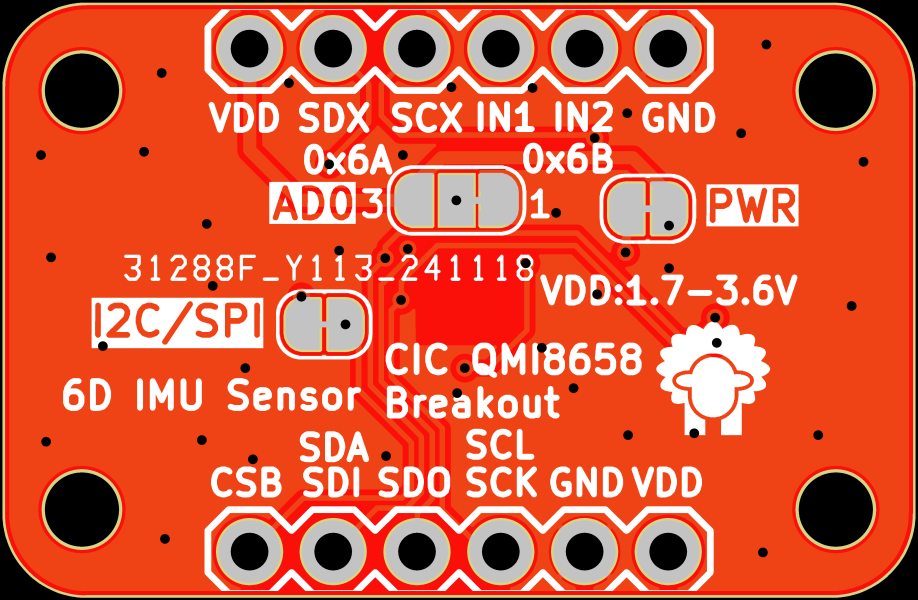 VDD SDX SCX IN1 IN2 GND
0x6A 0x6B
ADO 3 1 PWR
31288F_Y113_241118
VDD:1.7-3.6V
I2C/SPI
CIC QMI8658
6D IMU Sensor Breakout
SDA SCL
CSB SDI SDO SCK GND VDD